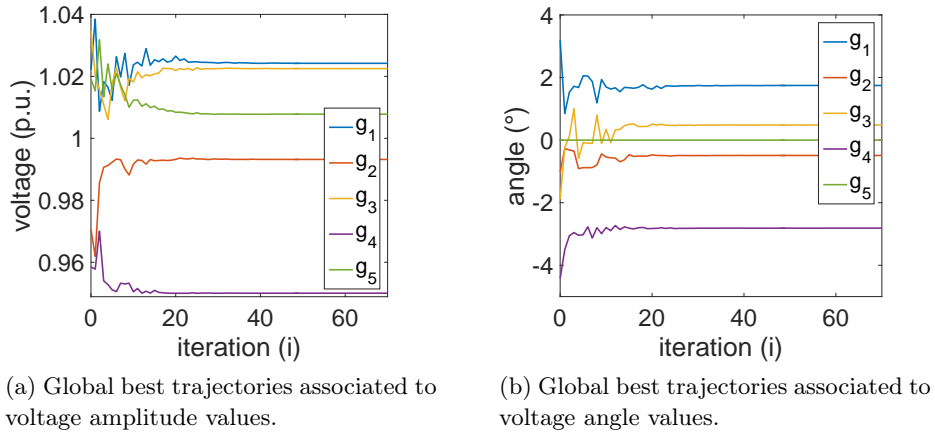 1.04
1.02
1
0.98
0.96
voltage (p.u.)
g1
g2
g3
g4
g5
0 20 40 60
iteration (i)
(a) Global best trajectories associated to
voltage amplitude values.
4
2
0
-2
-4
angle (°)
g1
g2
g3
g4
g5
0 20 40 60
iteration (i)
(b) Global best trajectories associated to
voltage angle values.